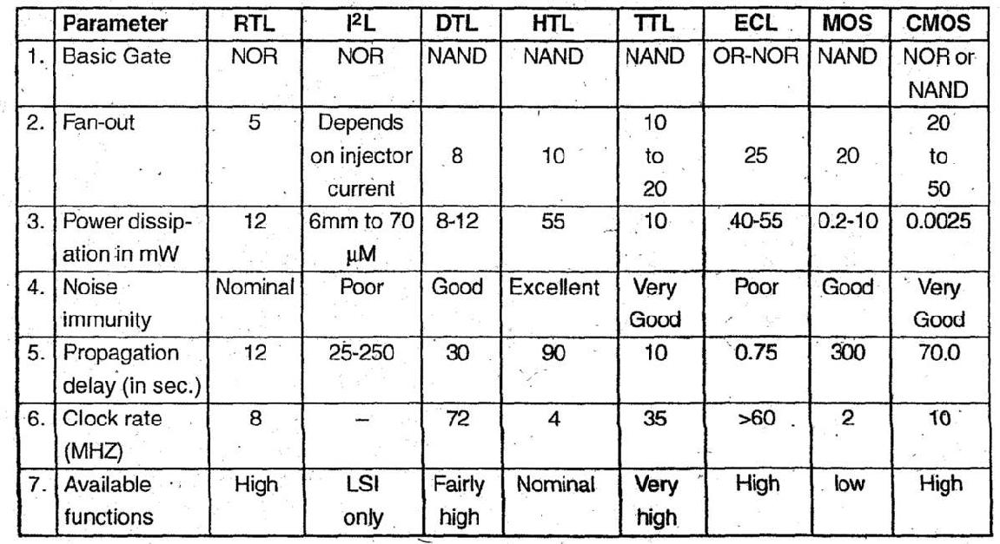 Parameter RTL I²L DTL HTL TTL ECL MOS CMOS
1. Basic Gate NOR NOR NAND NAND NAND OR-NOR NAND NOR or
NAND
2. Fan-out 5 Depends 10 20
on injector 8 10 to 25 20 to
current 20 50
3. Power dissip- 12 6mm to 70 8-12 55 10 40-55 0.2-10 0.0025
ation in mW μM
4. Noise Nominal Poor Good Excellent Very Poor Good Very
immunity Good Good
5. Propagation 12 25-250 30 90 10 0.75 300 70.0
delay (in sec.)
6. Clock rate 8 – 72 4 35 >60 2 10
(MHZ)
7. Available High LSI Fairly Nominal Very High low High
functions only high high